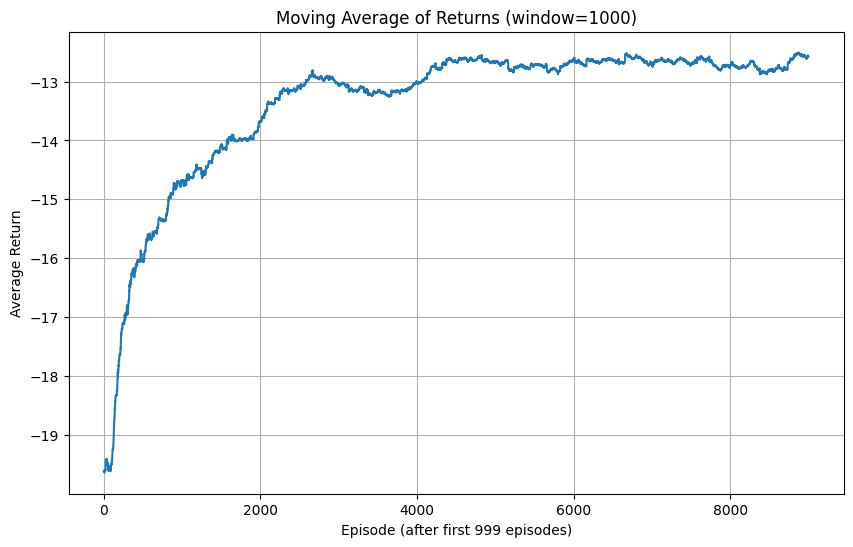 Moving Average of Returns (window=1000)
Average Return
−13
−14
−15
−16
−17
−18
−19
0 2000 4000 6000 8000
Episode (after first 999 episodes)